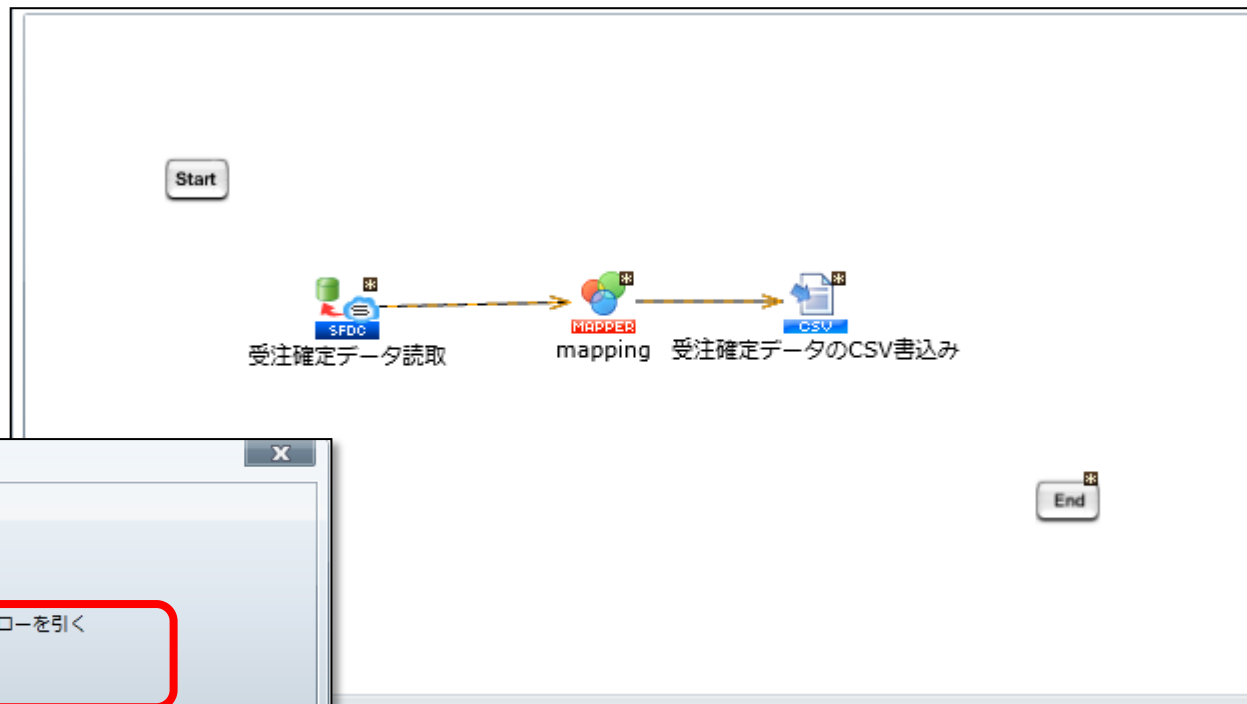 Start
SFDC
受注確定データ読取
MAPPER
mapping
CSV
受注確定データのCSV書込み
End
ローを引く